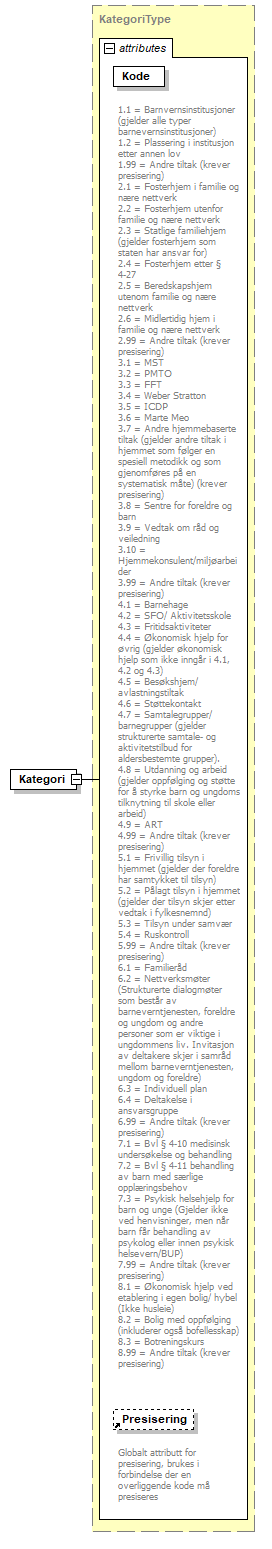 KategoriType
attributes
Kode
1.1 = Barnvernsinstitusjoner
(gjelder alle typer
barnevernsinstitusjoner)
1.2 = Plassering i institusjon
etter annen lov
1.99 = Andre tiltak (krever
presisering)
2.1 = Fosterhjem i familie og
nære nettverk
2.2 = Fosterhjem utenfor
familie og nære nettverk
2.3 = Statlige familiehjem
(gjelder fosterhjem som
staten har ansvar for)
2.4 = Fosterhjem etter §
4-27
2.5 = Beredskapshjem
utenom familie og nære
nettverk
2.6 = Midlertidig hjem i
familie og nære nettverk
2.99 = Andre tiltak (krever
presisering)
3.1 = MST
3.2 = PMTO
3.3 = FFT
3.4 = Weber Stratton
3.5 = ICDP
3.6 = Marte Meo
3.7 = Andre hjemmebaserte
tiltak (gjelder andre tiltak i
hjemmet som følger en
spesiell metodikk og som
gjenomføres på en
systematisk måte) (krever
presisering)
3.8 = Sentre for foreldre og
barn
3.9 = Vedtak om råd og
veiledning
3.10 =
Hjemmekonsulent/miljøarbei
der
3.99 = Andre tiltak (krever
presisering)
4.1 = Barnehage
4.2 = SFO/ Aktivitetsskole
4.3 = Fritidsaktiviteter
4.4 = Økonomisk hjelp for
øvrig (gjelder økonomisk
hjelp som ikke inngår i 4.1,
4.2 og 4.3)
4.5 = Besøkshjem/
avlastningstiltak
4.6 = Støttekontakt
4.7 = Samtalegrupper/
barnegrupper (gjelder
strukturerte samtale- og
aktivitetstilbud for
aldersbestemte grupper).
4.8 = Utdanning og arbeid
(gjelder oppfølging og støtte
for å styrke barn og ungdoms
tilknytning til skole eller
arbeid)
4.9 = ART
4.99 = Andre tiltak (krever
presisering)
5.1 = Frivillig tilsyn i
hjemmet (gjelder der foreldre
har samtykket til tilsyn)
5.2 = Pålagt tilsyn i hjemmet
(gjelder der tilsyn skjer etter
vedtak i fylkesnemnd)
5.3 = Tilsyn under samvær
5.4 = Ruskontroll
5.99 = Andre tiltak (krever
presisering)
6.1 = Familieråd
6.2 = Nettverksmøter
(Strukturerte dialogmøter
som består av
barneverntjenesten, foreldre
og ungdom og andre
personer som er viktige i
ungdommens liv. Invitasjon
av deltakere skjer i samråd
mellom barneverntjenesten,
ungdom og foreldre)
6.3 = Individuell plan
6.4 = Deltakelse i
ansvarsgruppe
6.99 = Andre tiltak (krever
presisering)
7.1 = Bvl § 4-10 medisinsk
undersøkelse og behandling
7.2 = Bvl § 4-11 behandling
av barn med særlige
opplæringsbehov
7.3 = Psykisk helsehjelp for
barn og unge (Gjelder ikke
ved henvisninger, men når
barn får behandling av
psykolog eller innen psykisk
helsevern/BUP)
7.99 = Andre tiltak (krever
presisering)
8.1 = Økonomisk hjelp ved
etablering i egen bolig/ hybel
(Ikke husleie)
8.2 = Bolig med oppfølging
(inkluderer også bofellesskap)
8.3 = Botreningskurs
8.99 = Andre tiltak (krever
presisering)
Kategori
Presisering
Globalt attributt for
presisering, brukes i
forbindelse der en
overliggende kode må
presiseres